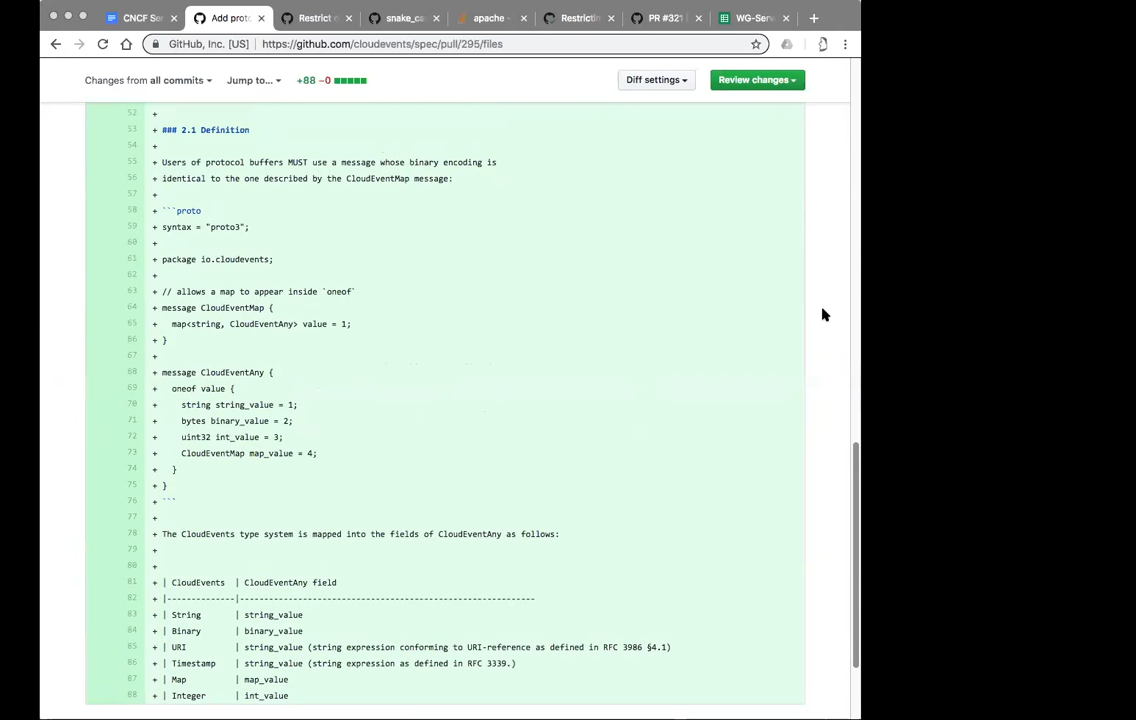 CNCF Ser
Add proto
Restrict
snake_ca
apache -
Restrictin
PR #321
WG-Serv
GitHub, Inc. [US] | https://github.com/cloudevents/spec/pull/295/files
Changes from all commits Jump to... +88 −0
Diff settings
Review changes
52 +
53 + ### 2.1 Definition
54 +
55 + Users of protocol buffers MUST use a message whose binary encoding is
56 + identical to the one described by the CloudEventMap message:
57 +
58 + ```proto
59 + syntax = "proto3";
60 +
61 + package io.cloudevents;
62 +
63 + // allows a map to appear inside `oneof`
64 + message CloudEventMap {
65 + map<string, CloudEventAny> value = 1;
66 + }
67 +
68 + message CloudEventAny {
69 + oneof value {
70 + string string_value = 1;
71 + bytes binary_value = 2;
72 + uint32 int_value = 3;
73 + CloudEventMap map_value = 4;
74 + }
75 + }
76 + ```
77 +
78 + The CloudEvents type system is mapped into the fields of CloudEventAny as follows:
79 +
80 +
81 + | CloudEvents | CloudEventAny field
82 + |-------------|--------------------------------------------------------------
83 + | String | string_value
84 + | Binary | binary_value
85 + | URI | string_value (string expression conforming to URI-reference as defined in RFC 3986 §4.1)
86 + | Timestamp | string_value (string expression as defined in RFC 3339.)
87 + | Map | map_value
88 + | Integer | int_value